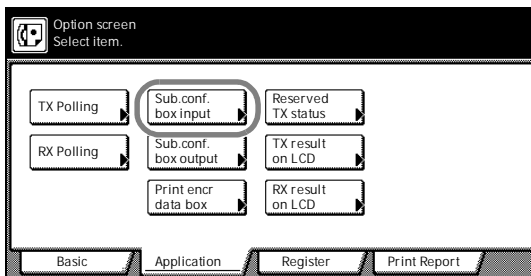 Option screen
Select item.
TX Polling
Sub.conf.
box input
Reserved
TX status
RX Polling
Sub.conf.
box output
TX result
on LCD
Print encr
data box
RX result
on LCD
Basic
Application
Register
Print Report